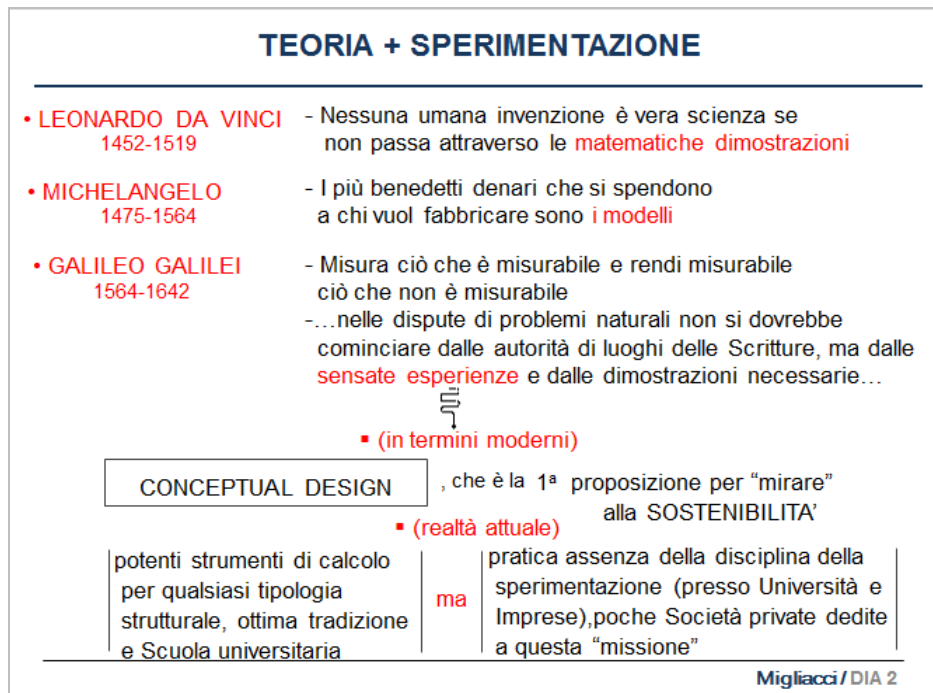 TEORIA + SPERIMENTAZIONE
• LEONARDO DA VINCI
1452-1519
- Nessuna umana invenzione è vera scienza se
non passa attraverso le matematiche dimostrazioni
• MICHELANGELO
1475-1564
- I più benedetti denari che si spendono
a chi vuol fabbricare sono i modelli
• GALILEO GALILEI
1564-1642
- Misura ciò che è misurabile e rendi misurabile
ciò che non è misurabile
-…nelle dispute di problemi naturali non si dovrebbe
cominciare dalle autorità di luoghi delle Scritture, ma dalle
sensate esperienze e dalle dimostrazioni necessarie…
▪ (in termini moderni)
CONCEPTUAL DESIGN , che è la 1ª proposizione per “mirare”
alla SOSTENIBILITA’
▪ (realtà attuale)
potenti strumenti di calcolo
per qualsiasi tipologia
strutturale, ottima tradizione
e Scuola universitaria
ma
pratica assenza della disciplina della
sperimentazione (presso Università e
Imprese),poche Società private dedite
a questa “missione”
Migliacci / DIA 2